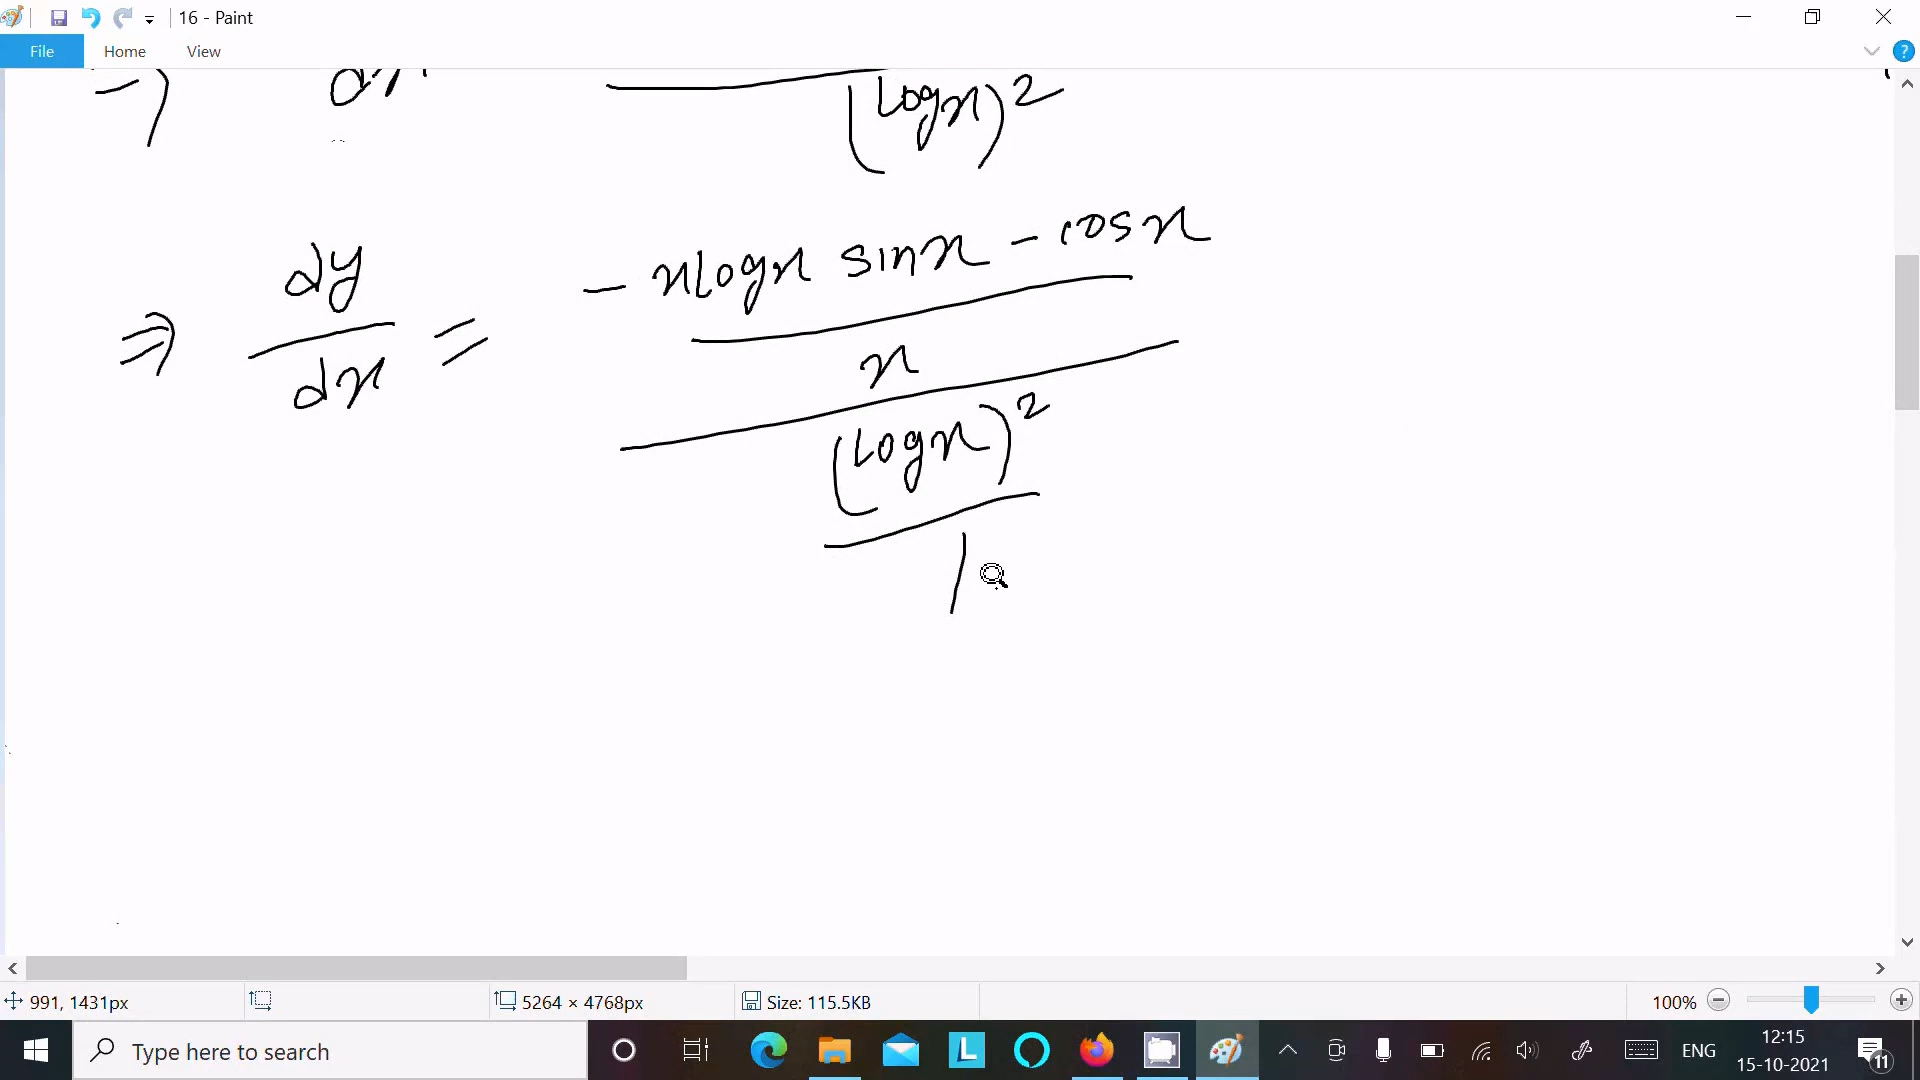 16 - Paint
File Home View
⇒ dx (logx)²
⇒ dy/dx = - xlogx sinx - cosx
x
(logx)²
1
991, 1431px 5264 × 4768px Size: 115.5KB 100%
Type here to search L ENG 12:15
15-10-2021 11